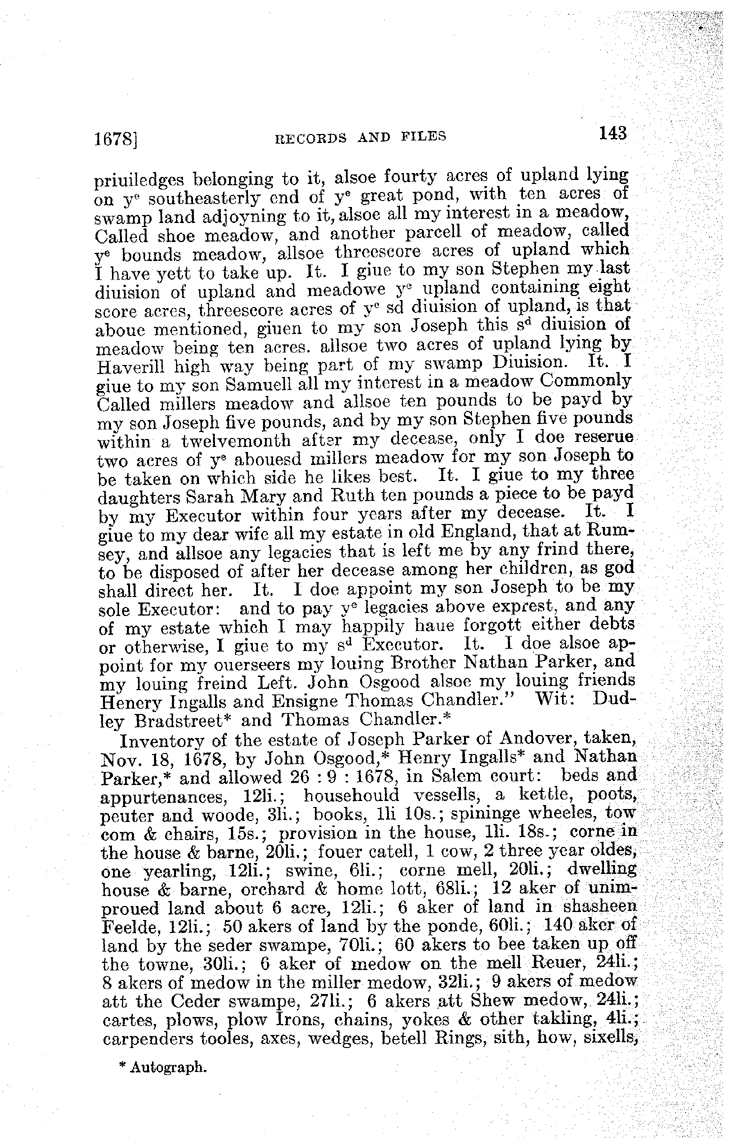 1678] RECORDS AND FILES 143
priuiledges belonging to it, alsoe fourty acres of upland lying
on yᵉ southeasterly end of yᵉ great pond, with ten acres of
swamp land adjoyning to it, alsoe all my interest in a meadow,
Called shoe meadow, and another parcell of meadow, called
yᵉ bounds meadow, allsoe threescore acres of upland which
I have yett to take up. It. I giue to my son Stephen my last
diuision of upland and meadowe yᵉ upland containing eight
score acres, threescore acres of yᵉ sd diuision of upland, is that
aboue mentioned, giuen to my son Joseph this sᵈ diuision of
meadow being ten acres. allsoe two acres of upland lying by
Haverill high way being part of my swamp Diuision. It. I
giue to my son Samuell all my interest in a meadow Commonly
Called millers meadow and allsoe ten pounds to be payd by
my son Joseph five pounds, and by my son Stephen five pounds
within a twelvemonth after my decease, only I doe reserue
two acres of yᵉ abouesd millers meadow for my son Joseph to
be taken on which side he likes best. It. I giue to my three
daughters Sarah Mary and Ruth ten pounds a piece to be payd
by my Executor within four years after my decease. It. I
giue to my dear wife all my estate in old England, that at Rum-
sey, and allsoe any legacies that is left me by any frind there,
to be disposed of after her decease among her children, as god
shall direct her. It. I doe appoint my son Joseph to be my
sole Executor: and to pay yᵉ legacies above exprest, and any
of my estate which I may happily haue forgott either debts
or otherwise, I giue to my sᵈ Executor. It. I doe alsoe ap-
point for my ouerseers my louing Brother Nathan Parker, and
my louing freind Left. John Osgood alsoe my louing friends
Henery Ingalls and Ensigne Thomas Chandler." Wit: Dud-
ley Bradstreet* and Thomas Chandler.*
Inventory of the estate of Joseph Parker of Andover, taken,
Nov. 18, 1678, by John Osgood,* Henry Ingalls* and Nathan
Parker,* and allowed 26 : 9 : 1678, in Salem court: beds and
appurtenances, 12li.; househould vessells, a kettle, poots,
peuter and woode, 3li.; books, 1li 10s.; spininge wheeles, tow
com & chairs, 15s.; provision in the house, 1li. 18s.; corne in
the house & barne, 20li.; fouer catell, 1 cow, 2 three year oldes,
one yearling, 12li.; swine, 6li.; corne mell, 20li.; dwelling
house & barne, orchard & home lott, 68li.; 12 aker of unim-
proued land about 6 acre, 12li.; 6 aker of land in shasheen
Feelde, 12li.; 50 akers of land by the ponde, 60li.; 140 aker of
land by the seder swampe, 70li.; 60 akers to bee taken up off
the towne, 30li.; 6 aker of medow on the mell Reuer, 24li.;
8 akers of medow in the miller medow, 32li.; 9 akers of medow
att the Ceder swampe, 27li.; 6 akers att Shew medow, 24li.;
cartes, plows, plow Irons, chains, yokes & other takling, 4li.;
carpenders tooles, axes, wedges, betell Rings, sith, how, sixells,
* Autograph.